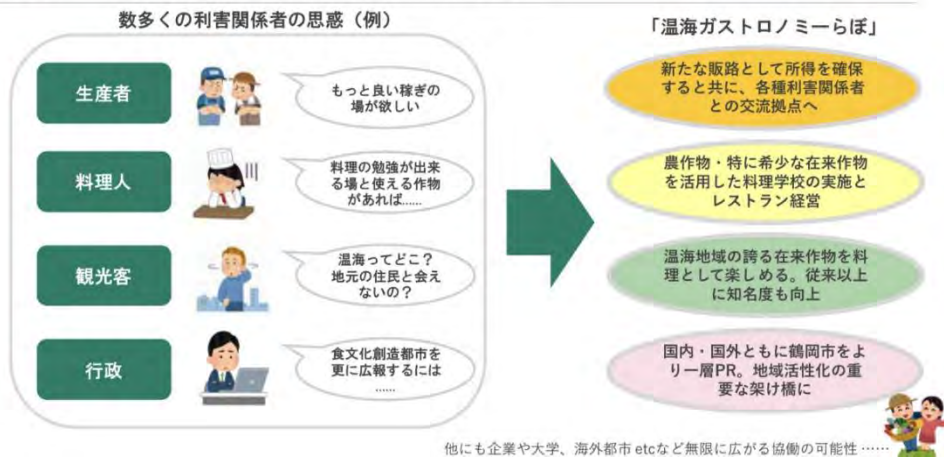 数多くの利害関係者の思惑（例）
生産者
もっと良い稼ぎの
場が欲しい
料理人
料理の勉強が出来
る場と使える作物
があれば……
観光客
温海ってどこ？
地元の住民と会え
ないの？
行政
食文化創造都市を
更に広報するには
……
「温海ガストロノミーらぼ」
新たな販路として所得を確保
すると共に、各種利害関係者
との交流拠点へ
農作物・特に希少な在来作物
を活用した料理学校の実施と
レストラン経営
温海地域の誇る在来作物を料
理として楽しめる。従来以上
に知名度も向上
国内・国外ともに鶴岡市をよ
り一層PR。地域活性化の重
要な架け橋に
他にも企業や大学、海外都市 etcなど無限に広がる協働の可能性 ……